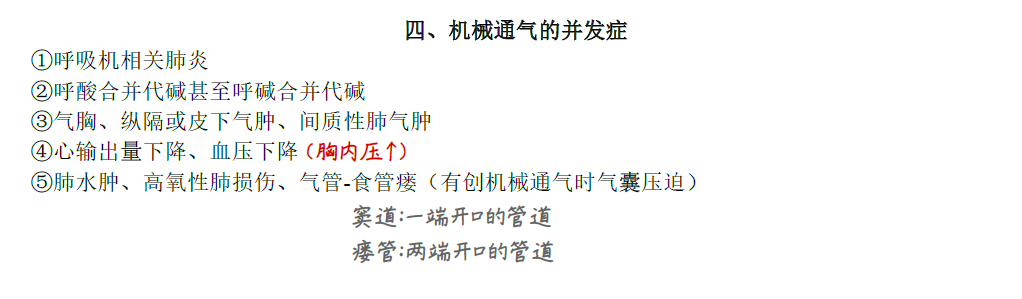 四、机械通气的并发症
①呼吸机相关肺炎
②呼酸合并代碱甚至呼碱合并代碱
③气胸、纵隔或皮下气肿、间质性肺气肿
④心输出量下降、血压下降（胸内压↑）
⑤肺水肿、高氧性肺损伤、气管-食管瘘（有创机械通气时气囊压迫）
窦道:一端开口的管道
瘘管:两端开口的管道